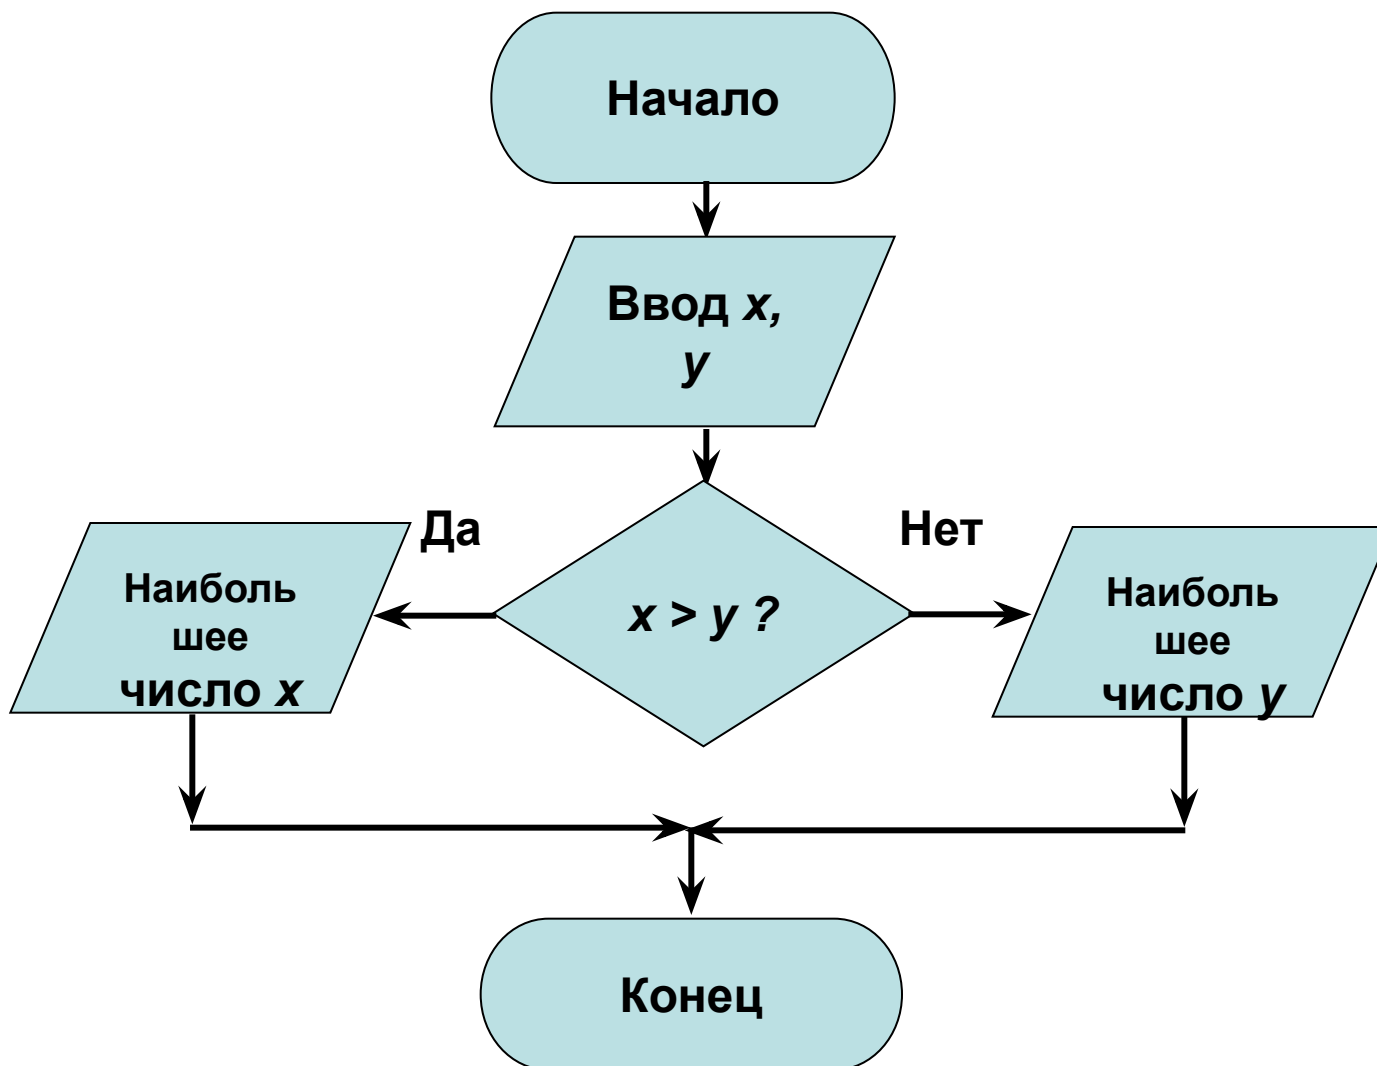 Начало
Ввод x,
y
Да
Нет
x > y ?
Наиболь
шее
число x
Наиболь
шее
число y
Конец